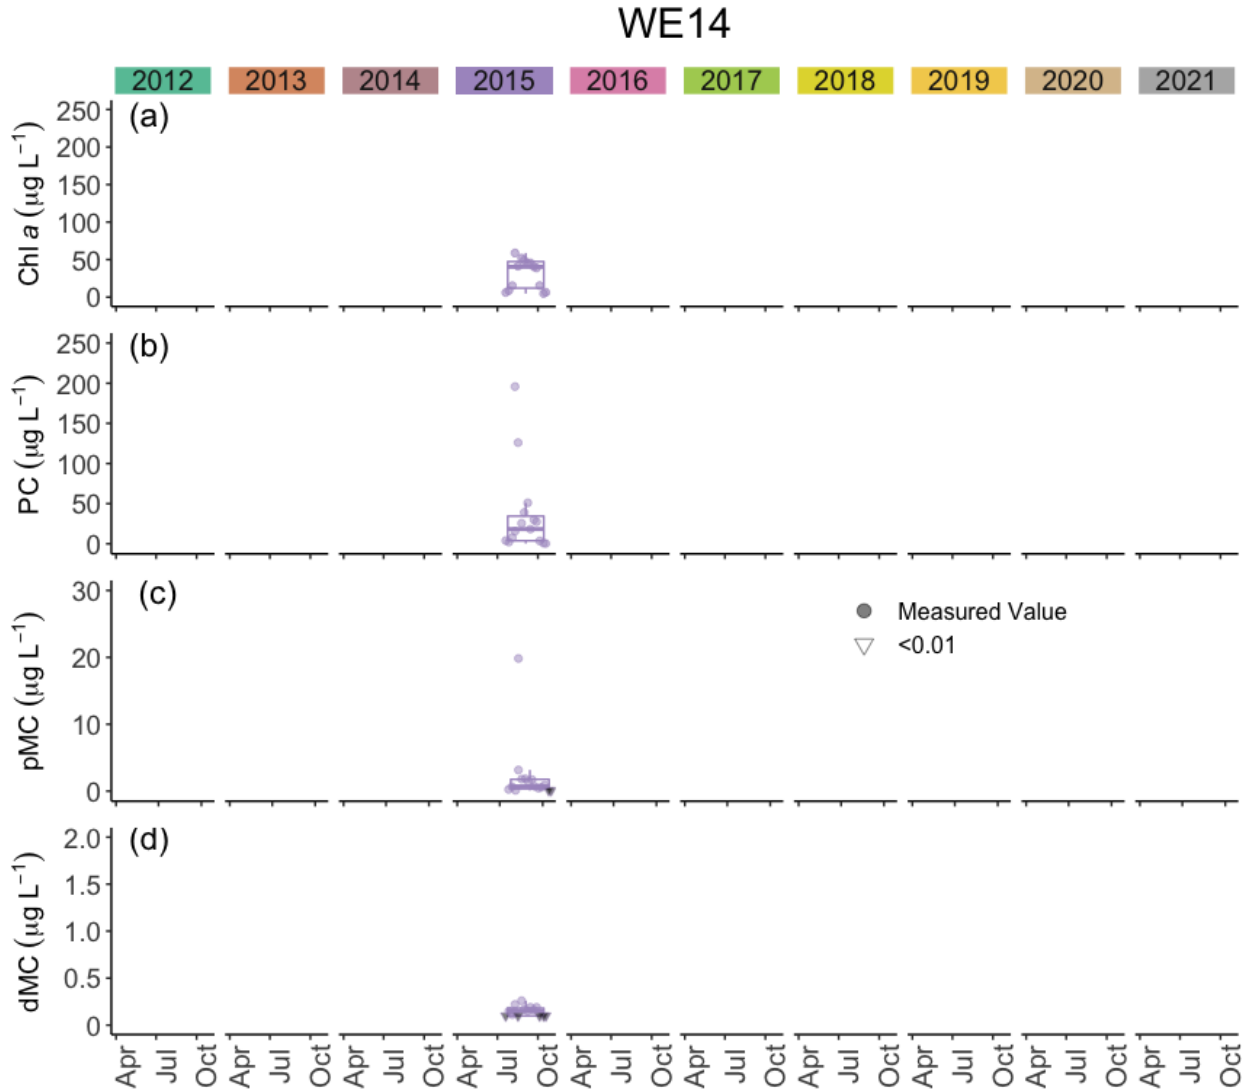 WE14
2012 2013 2014 2015 2016 2017 2018 2019 2020 2021
(a)
Chl a (µg L⁻¹)
250
200
150
100
50
0
(b)
PC (µg L⁻¹)
250
200
150
100
50
0
(c)
pMC (µg L⁻¹)
30
20
10
0
Measured Value
<0.01
(d)
dMC (µg L⁻¹)
2.0
1.5
1.0
0.5
0
Apr Jul Oct Apr Jul Oct Apr Jul Oct Apr Jul Oct Apr Jul Oct Apr Jul Oct Apr Jul Oct Apr Jul Oct Apr Jul Oct Apr Jul Oct